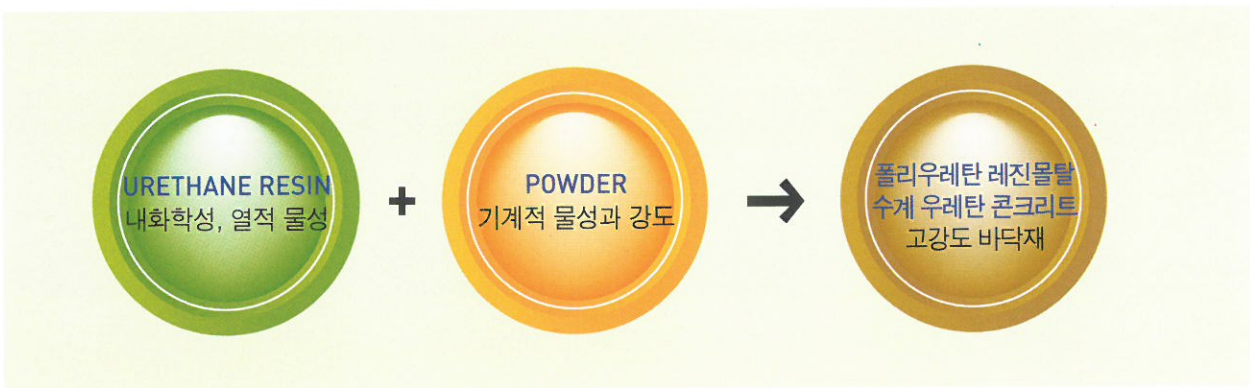 URETHANE RESIN
내화학성, 열적 물성
+
POWDER
기계적 물성과 강도
→
폴리우레탄 레진몰탈
수계 우레탄 콘크리트
고강도 바닥재